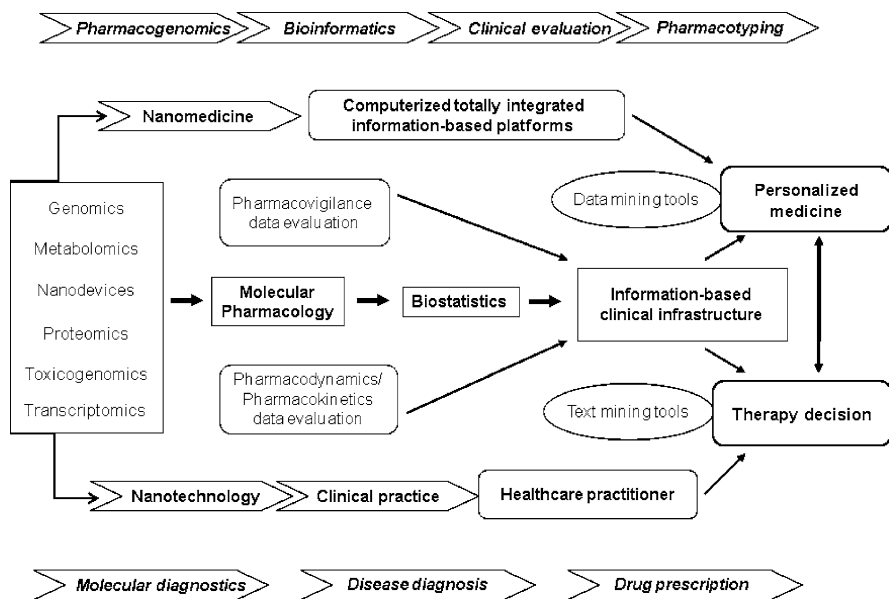 Pharmacogenomics
Bioinformatics
Clinical evaluation
Pharmacotyping
Nanomedicine
Computerized totally integrated
information-based platforms
Genomics
Metabolomics
Nanodevices
Proteomics
Toxicogenomics
Transcriptomics
Pharmacovigilance
data evaluation
Data mining tools
Personalized
medicine
Molecular
Pharmacology
Biostatistics
Information-based
clinical infrastructure
Pharmacodynamics/
Pharmacokinetics
data evaluation
Text mining tools
Therapy decision
Nanotechnology
Clinical practice
Healthcare practitioner
Molecular diagnostics
Disease diagnosis
Drug prescription